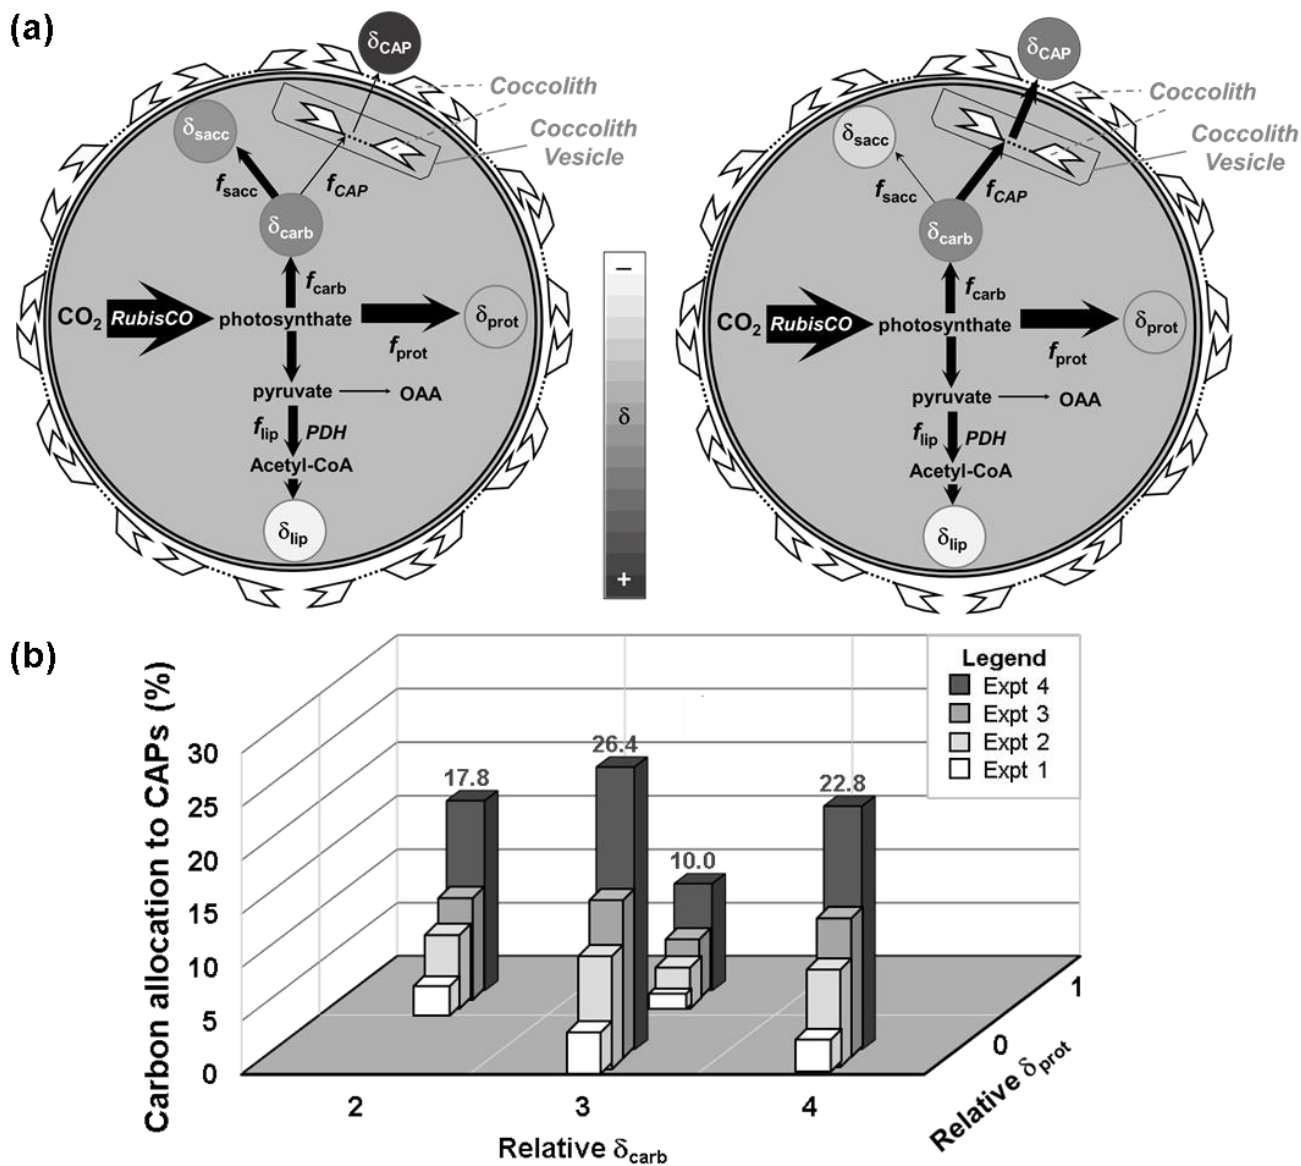 (a)
δCAP
Coccolith
Coccolith
Vesicle
δsacc
fsacc
fCAP
δcarb
fcarb
CO2
RubisCO
photosynthate
δprot
fprot
pyruvate
OAA
flip
PDH
Acetyl-CoA
δlip
–
δ
+
δCAP
Coccolith
Coccolith
Vesicle
δsacc
fsacc
fCAP
δcarb
fcarb
CO2
RubisCO
photosynthate
δprot
fprot
pyruvate
OAA
flip
PDH
Acetyl-CoA
δlip
(b)
Carbon allocation to CAPs (%)
30
25
20
15
10
5
0
17.8
26.4
10.0
22.8
Legend
Expt 4
Expt 3
Expt 2
Expt 1
2
3
4
Relative δcarb
0
1
Relative δprot